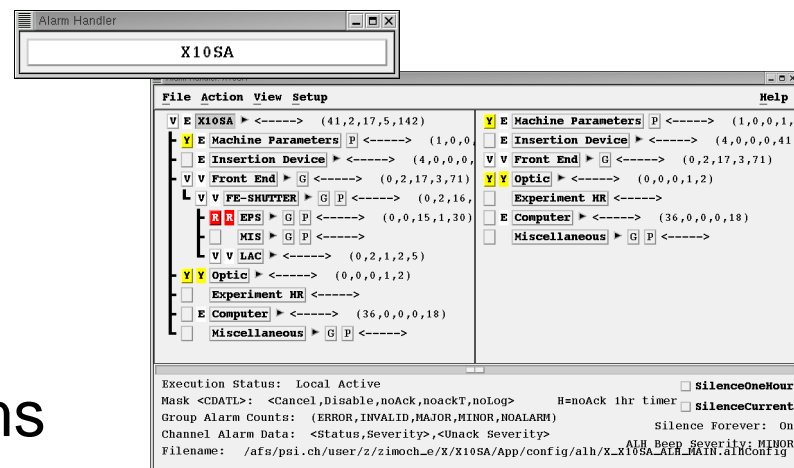 Alarm Handler
X10SA
File Action View Setup Help
V E X10SA <-----> (41,2,17,5,142)
Y E Machine Parameters P <-----> (1,0,0,
E Insertion Device <-----> (4,0,0,0,
V V Front End G <-----> (0,2,17,3,71)
V V FE-SHUTTER G P <-----> (0,2,16,
R R EPS G P <-----> (0,0,15,1,30)
MIS G P <----->
V V LAC <-----> (0,2,1,2,5)
Y Y Optic <-----> (0,0,0,1,2)
Experiment HR <----->
E Computer <-----> (36,0,0,0,18)
Miscellaneous G P <----->
Y E Machine Parameters P <-----> (1,0,0,1,
E Insertion Device <-----> (4,0,0,0,41
V V Front End G <-----> (0,2,17,3,71)
Y Y Optic <-----> (0,0,0,1,2)
Experiment HR <----->
E Computer <-----> (36,0,0,0,18)
Miscellaneous G P <----->
ns
Execution Status: Local Active
Mask <CDATL>: <Cancel,Disable,noAck,noackT,noLog> H=noAck 1hr timer
Group Alarm Counts: (ERROR,INVALID,MAJOR,MINOR,NOALARM)
Channel Alarm Data: <Status,Severity>,<Unack Severity>
Filename: /afs/psi.ch/user/z/zimoch_e/X/X10SA/App/config/alh/X_X10SA_ALH_MAIN.alhConfig
SilenceOneHour
SilenceCurrent
Silence Forever: On
ALH Beep Severity: MINOR